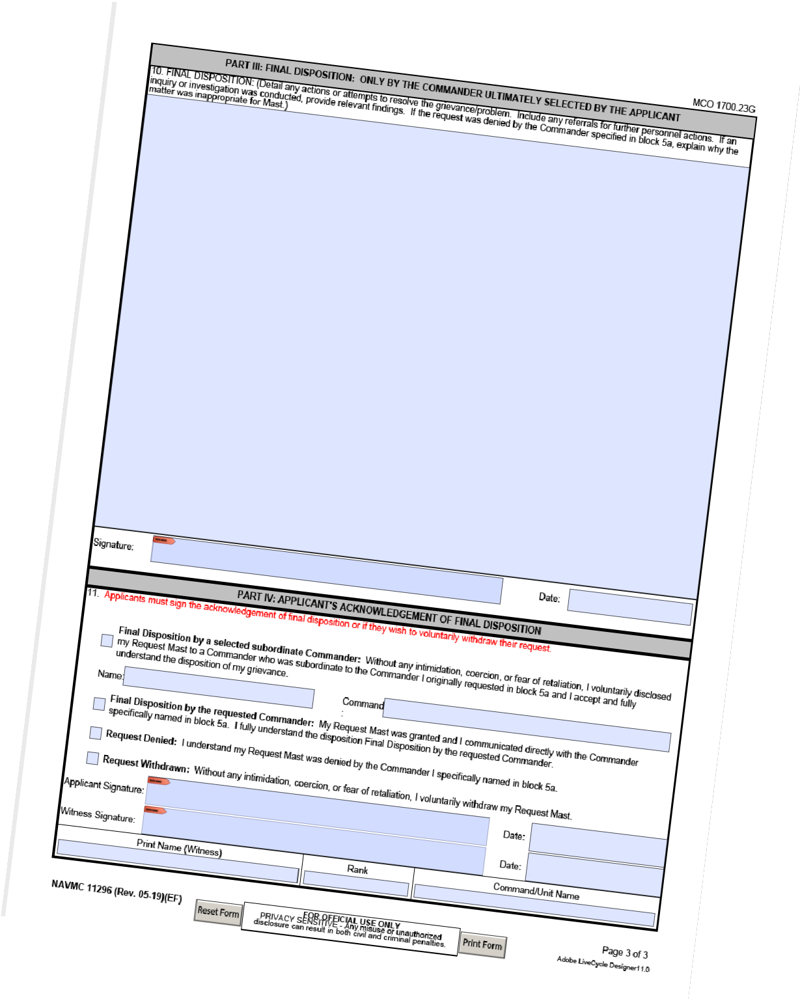 MCO 1700.23G
PART III: FINAL DISPOSITION: ONLY BY THE COMMANDER ULTIMATELY SELECTED BY THE APPLICANT
10. FINAL DISPOSITION: (Detail any actions or attempts to resolve the grievance/problem. Include any referrals for further personnel actions. If an
inquiry or investigation was conducted, provide relevant findings. If the request was denied by the Commander specified in block 5a, explain why the
matter was inappropriate for Mast.)
Signature:
Date:
PART IV: APPLICANT'S ACKNOWLEDGEMENT OF FINAL DISPOSITION
11. Applicants must sign the acknowledgement of final disposition or if they wish to voluntarily withdraw their request.
Final Disposition by a selected subordinate Commander: Without any intimidation, coercion, or fear of retaliation, I voluntarily disclosed
my Request Mast to a Commander who was subordinate to the Commander I originally requested in block 5a and I accept and fully
understand the disposition of my grievance.
Name:
Command
:
Final Disposition by the requested Commander: My Request Mast was granted and I communicated directly with the Commander
specifically named in block 5a. I fully understand the disposition Final Disposition by the requested Commander.
Request Denied: I understand my Request Mast was denied by the Commander I specifically named in block 5a.
Request Withdrawn: Without any intimidation, coercion, or fear of retaliation, I voluntarily withdraw my Request Mast.
Applicant Signature:
Date:
Witness Signature:
Date:
Print Name (Witness)
Rank
Command/Unit Name
NAVMC 11296 (Rev. 05-19)(EF)
Reset Form
FOR OFFICIAL USE ONLY
PRIVACY SENSITIVE - Any misuse or unauthorized
disclosure can result in both civil and criminal penalties.
Print Form
Page 3 of 3
Adobe LiveCycle Designer11.0